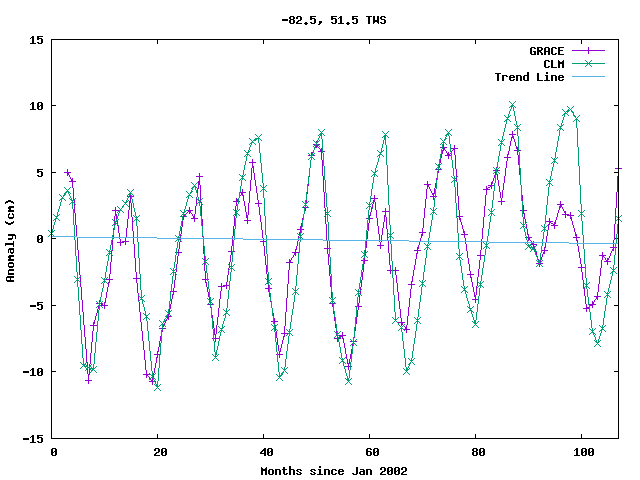 -82.5, 51.5 TWS
15
GRACE
CLM
Trend Line
10
5
0
-5
-10
-15
Anomaly (cm)
0 20 40 60 80 100
Months since Jan 2002